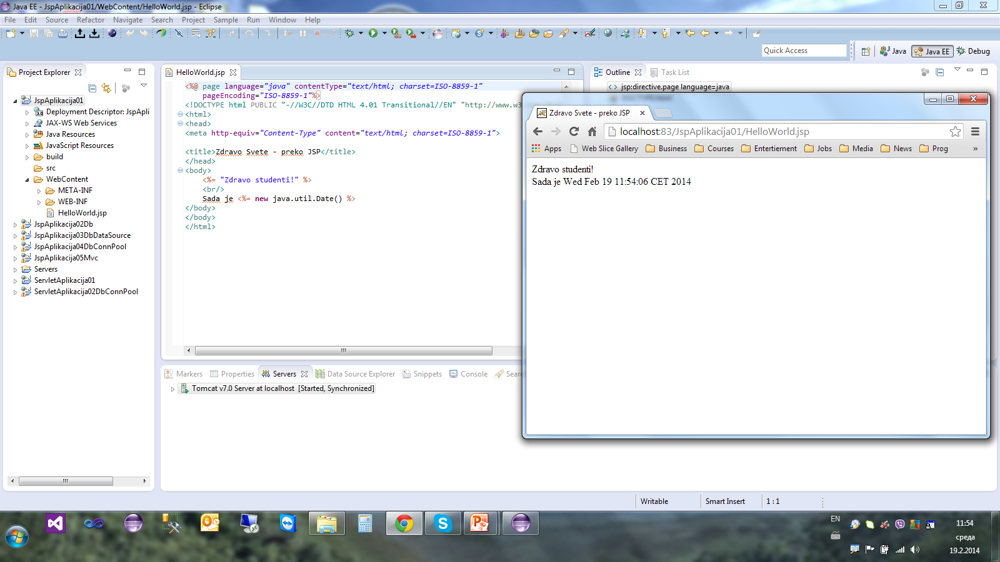 Java EE - JspAplikacija01/WebContent/HelloWorld.jsp - Eclipse
File Edit Source Refactor Navigate Search Project Sample Run Window Help
Quick Access
Java
Java EE
Debug
Project Explorer
JspAplikacija01
Deployment Descriptor: JspApli
JAX-WS Web Services
Java Resources
JavaScript Resources
build
src
WebContent
META-INF
WEB-INF
HelloWorld.jsp
JspAplikacija02Db
JspAplikacija03DbDataSource
JspAplikacija04DbConnPool
JspAplikacija05Mvc
Servers
ServletAplikacija01
ServletAplikacija02DbConnPool
HelloWorld.jsp
<%@ page language="java" contentType="text/html; charset=ISO-8859-1"
pageEncoding="ISO-8859-1"%>
<!DOCTYPE html PUBLIC "-//W3C//DTD HTML 4.01 Transitional//EN" "http://www.w3
<html>
<head>
<meta http-equiv="Content-Type" content="text/html; charset=ISO-8859-1">
<title>Zdravo Svete - preko JSP</title>
</head>
<body>
<%= "Zdravo studenti!" %>
<br/>
Sada je <%= new java.util.Date() %>
</body>
</body>
</html>
Outline
Task List
jsp:directive.page language=java
Zdravo Svete - preko JSP
localhost:83/JspAplikacija01/HelloWorld.jsp
Apps Web Slice Gallery Business Courses Entertiement Jobs Media News Prog »
Zdravo studenti!
Sada je Wed Feb 19 11:54:06 CET 2014
Markers Properties Servers Data Source Explorer Snippets Console Sear
Tomcat v7.0 Server at localhost [Started, Synchronized]
Writable
Smart Insert
1 : 1
EN
11:54
среда
19.2.2014